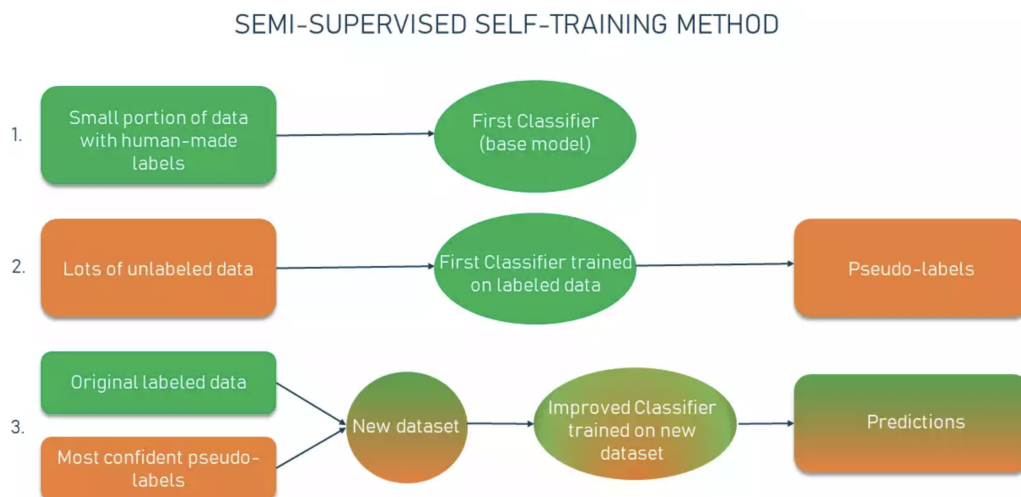 SEMI-SUPERVISED SELF-TRAINING METHOD
1.
Small portion of data
with human-made
labels
First Classifier
(base model)
2.
Lots of unlabeled data
First Classifier trained
on labeled data
Pseudo-labels
3.
Original labeled data
Most confident pseudo-
labels
New dataset
Improved Classifier
trained on new
dataset
Predictions